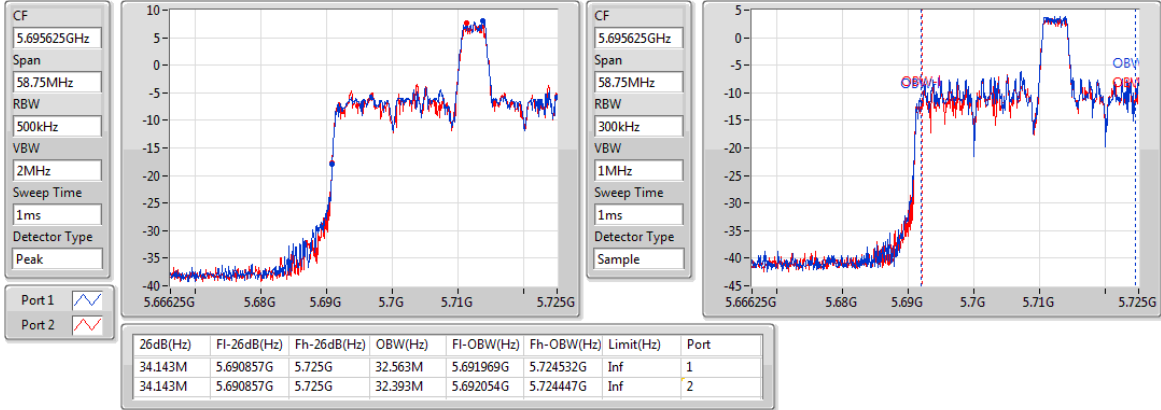 CF
5.695625GHz
Span
58.75MHz
RBW
500kHz
VBW
2MHz
Sweep Time
1ms
Detector Type
Peak
Port 1
Port 2
10
5
0
-5
-10
-15
-20
-25
-30
-35
-40
5.66625G 5.68G 5.69G 5.7G 5.71G 5.725G
CF
5.695625GHz
Span
58.75MHz
RBW
300kHz
VBW
1MHz
Sweep Time
1ms
Detector Type
Sample
5
0
-5
-10
-15
-20
-25
-30
-35
-40
-45
OBW
OBW
5.66625G 5.68G 5.69G 5.7G 5.71G 5.725G
26dB(Hz) Fl-26dB(Hz) Fh-26dB(Hz) OBW(Hz) Fl-OBW(Hz) Fh-OBW(Hz) Limit(Hz) Port
34.143M 5.690857G 5.725G 32.563M 5.691969G 5.724532G Inf 1
34.143M 5.690857G 5.725G 32.393M 5.692054G 5.724447G Inf 2